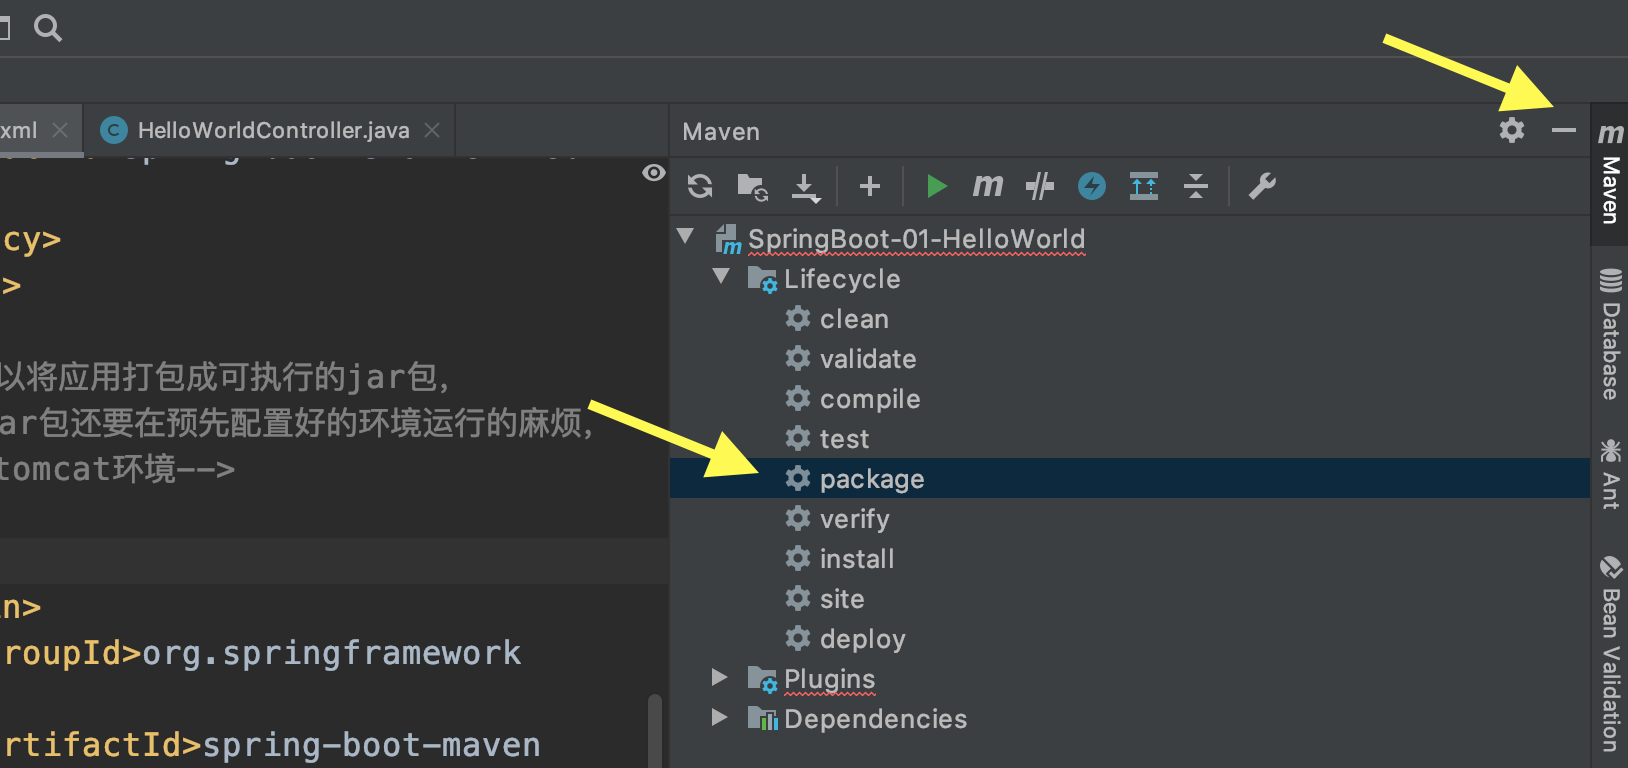 xml
HelloWorldController.java
cy>
>
以将应用打包成可执行的jar包,
ar包还要在预先配置好的环境运行的麻烦,
tomcat环境-->
n>
roupId>org.springframework
rtifactId>spring-boot-maven
Maven
SpringBoot-01-HelloWorld
Lifecycle
clean
validate
compile
test
package
verify
install
site
deploy
Plugins
Dependencies
Maven
Database
Ant
Bean Validation